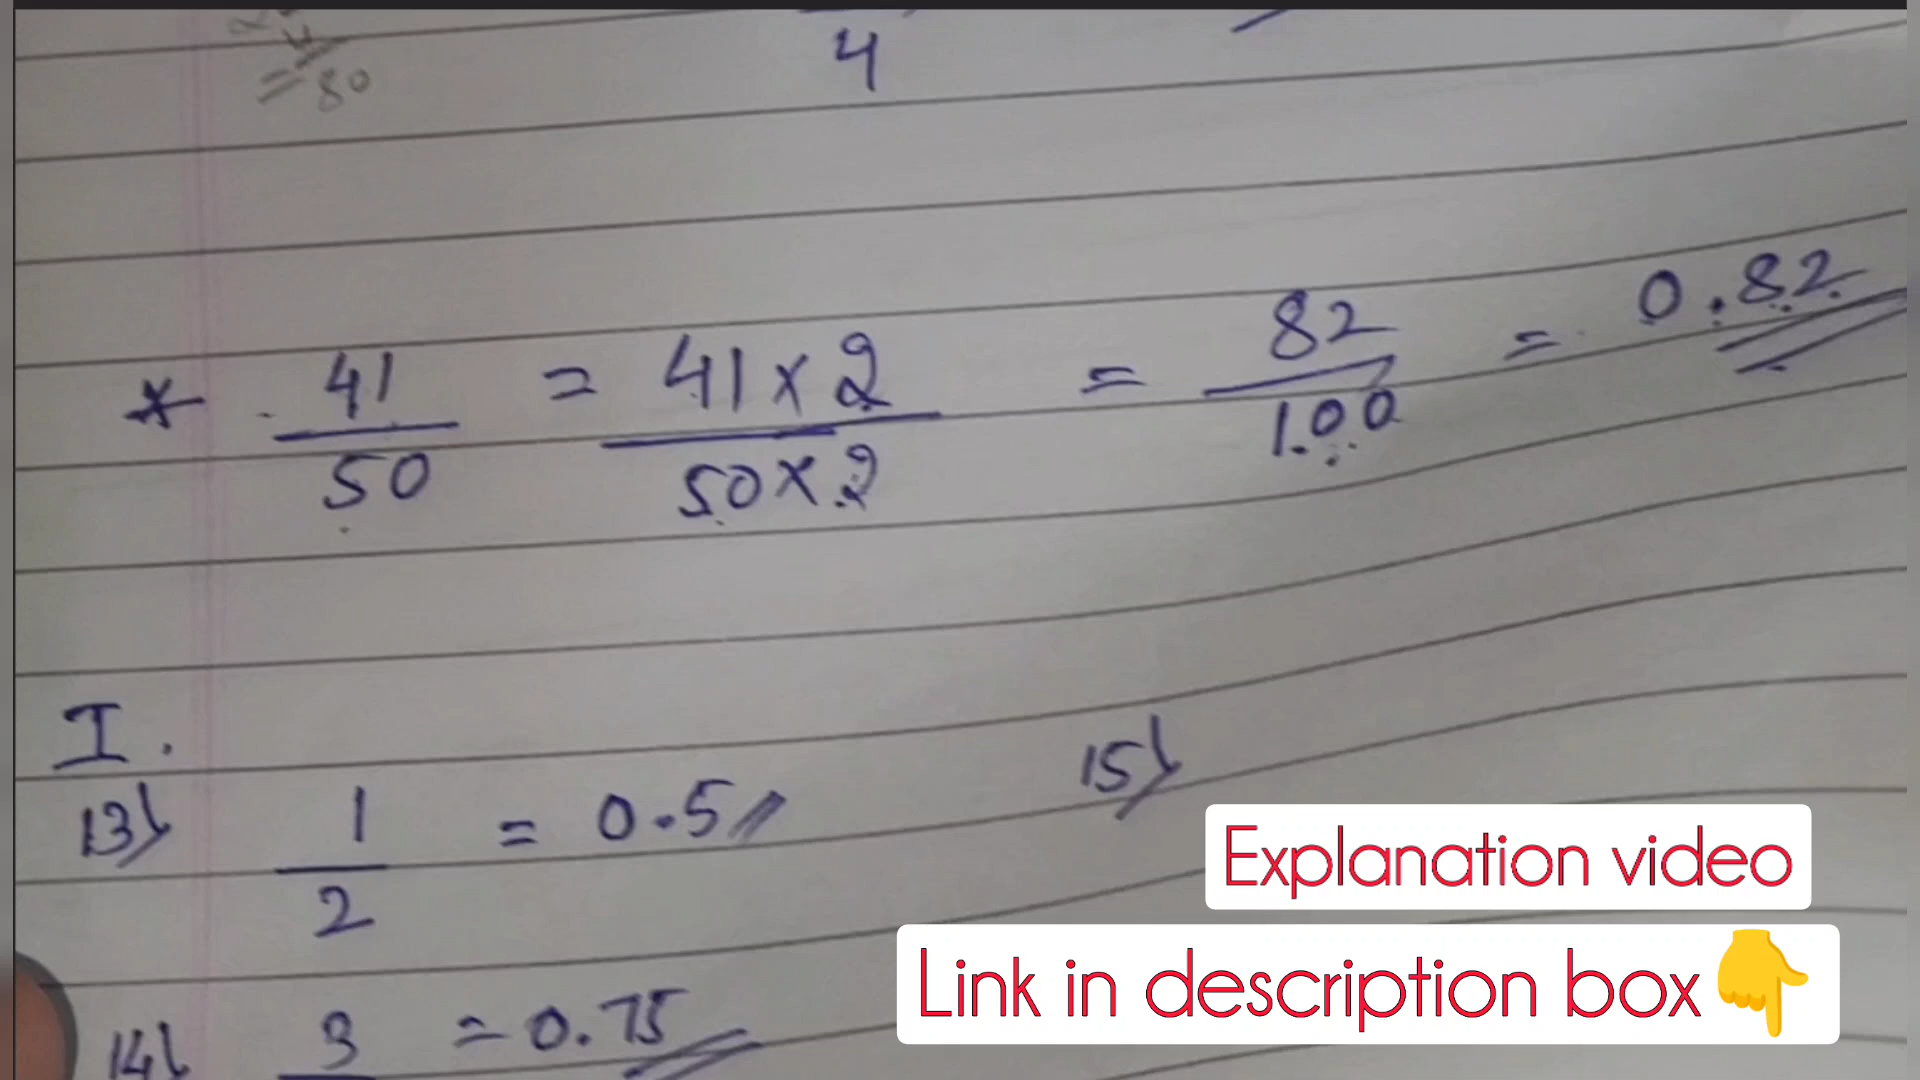 = 80
4
* 41/50 = 41 x 2/50 x 2 = 82/100 = 0.82
I.
13) 1/2 = 0.5
15)
14) 3 = 0.75
Explanation video
Link in description box👇